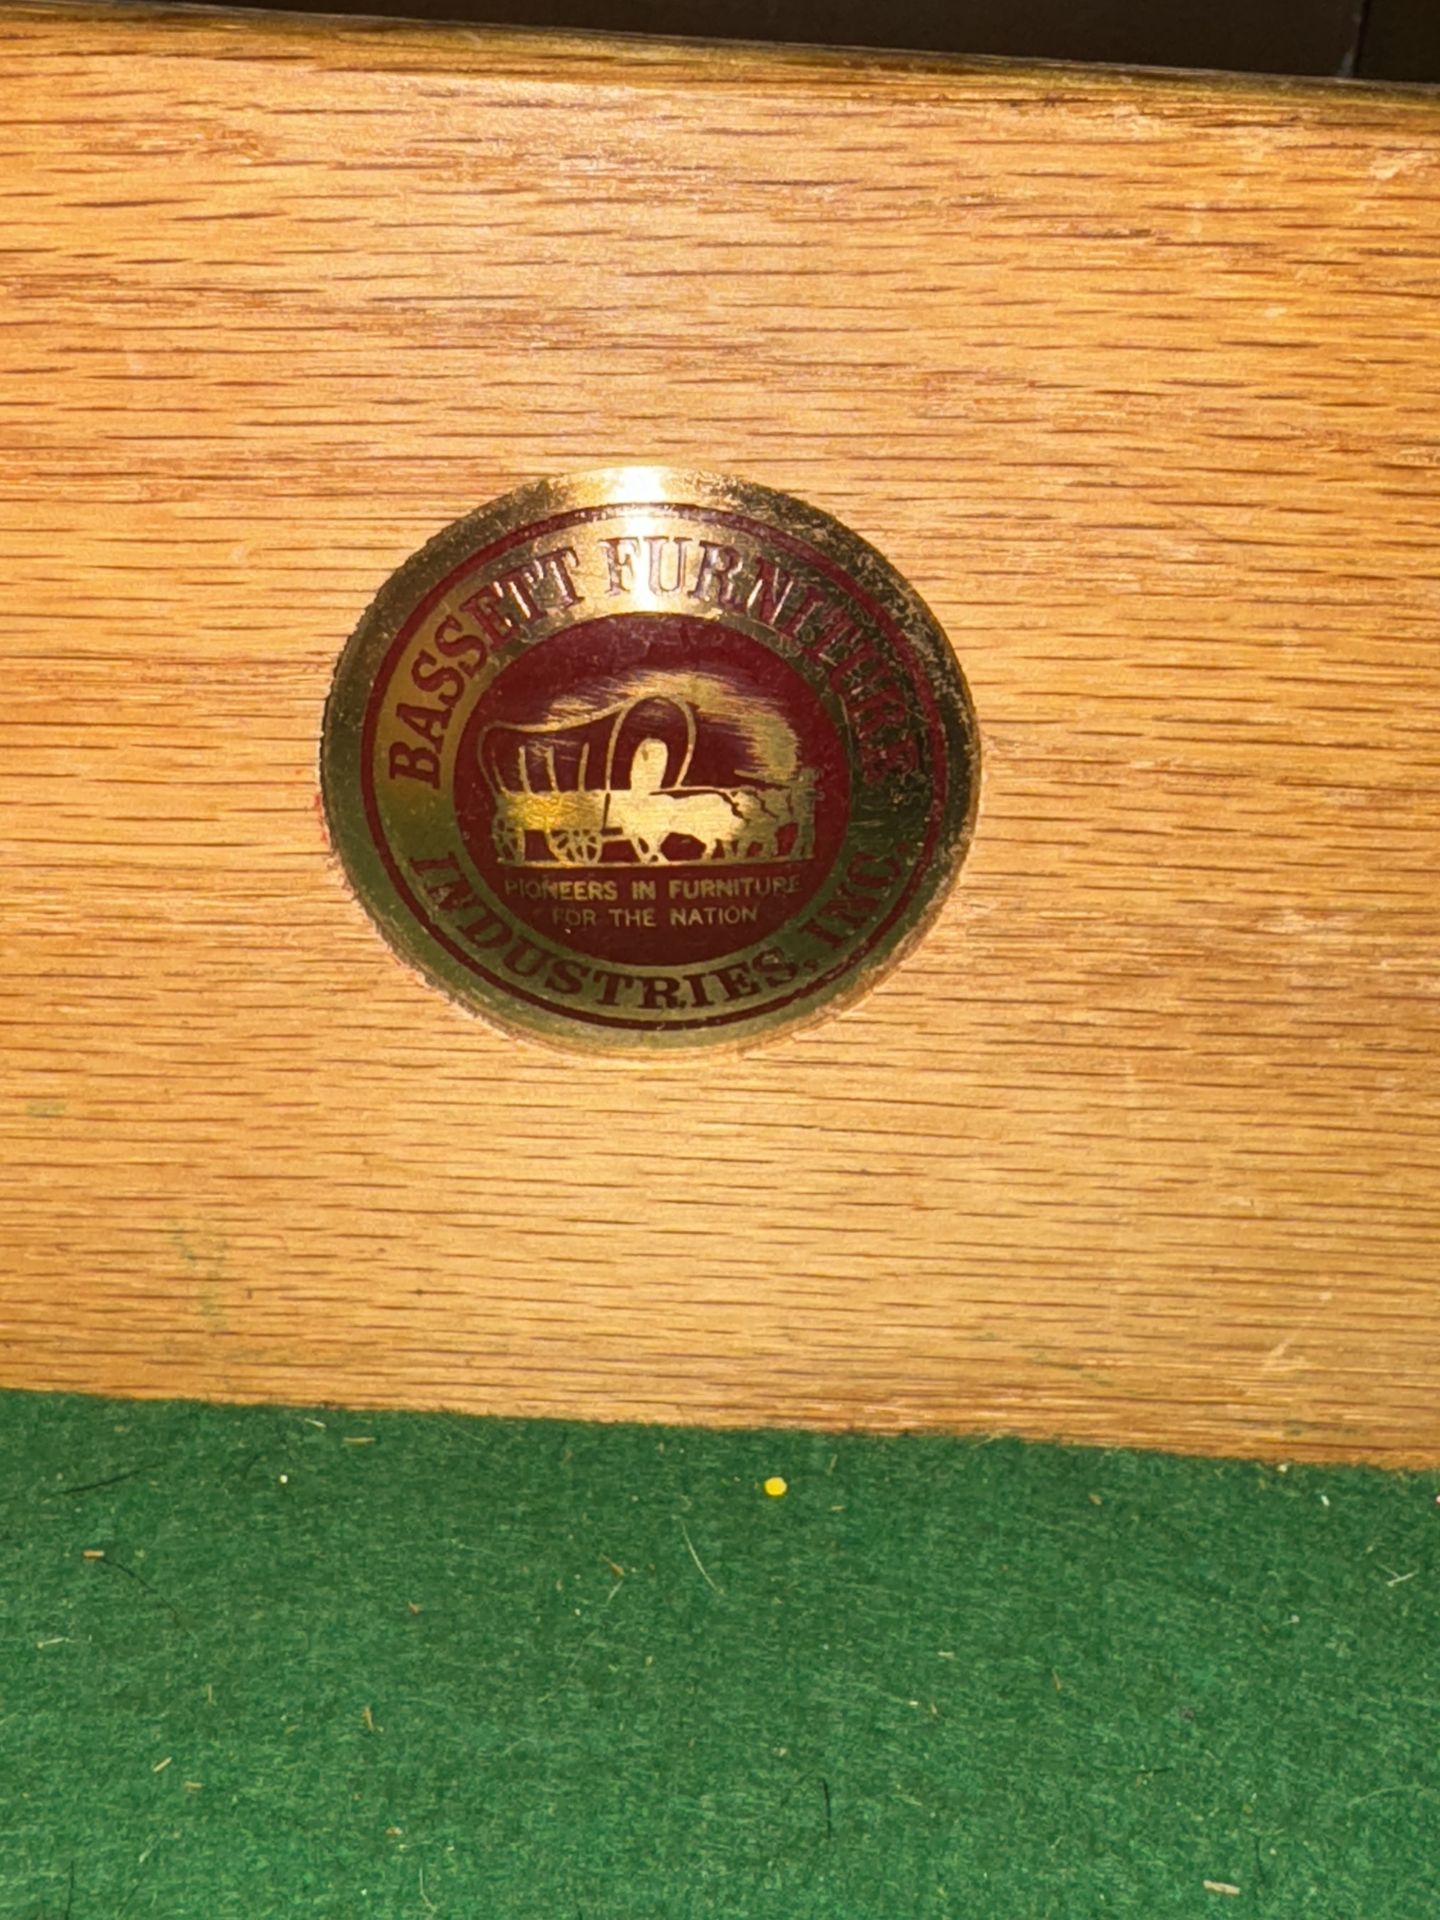 BASSETT FURNITURE
PIONEERS IN FURNITURE
FOR THE NATION
INDUSTRIES, INC.